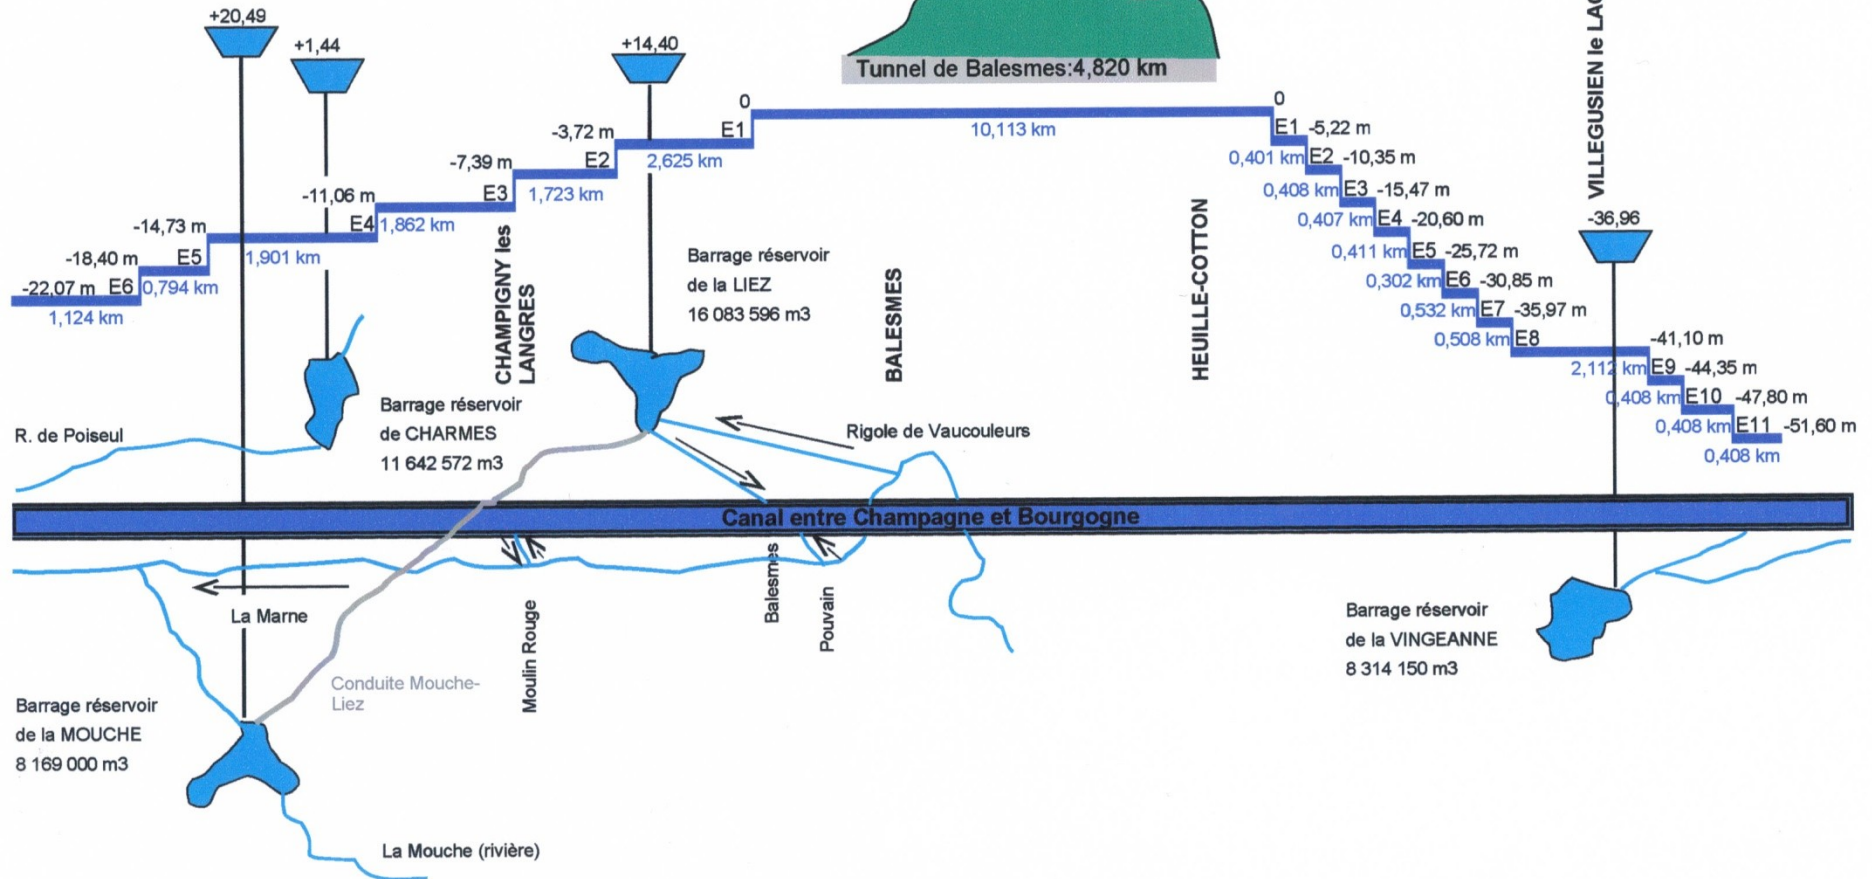 +20,49
+1,44
+14,40
Tunnel de Balesmes:4,820 km
VILLEGUSIEN le LAC
0
0
E1
10,113 km
-3,72 m
E2
2,625 km
-7,39 m
E3
1,723 km
-11,06 m
E4
1,862 km
-14,73 m
E5
1,901 km
-18,40 m
-22,07 m E6
0,794 km
1,124 km
E1 -5,22 m
0,401 km
E2 -10,35 m
0,408 km
E3 -15,47 m
0,407 km
E4 -20,60 m
0,411 km
E5 -25,72 m
0,302 km
E6 -30,85 m
0,532 km
E7 -35,97 m
0,508 km
E8
-36,96
-41,10 m
2,112 km
E9 -44,35 m
0,408 km
E10 -47,80 m
0,408 km
E11 -51,60 m
0,408 km
CHAMPIGNY les
LANGRES
BALESMES
HEUILLE-COTTON
Barrage réservoir
de la LIEZ
16 083 596 m3
Barrage réservoir
de CHARMES
11 642 572 m3
R. de Poiseul
Rigole de Vaucouleurs
Canal entre Champagne et Bourgogne
La Marne
Moulin Rouge
Balesmes
Pouvain
Conduite Mouche-
Liez
Barrage réservoir
de la VINGEANNE
8 314 150 m3
Barrage réservoir
de la MOUCHE
8 169 000 m3
La Mouche (rivière)